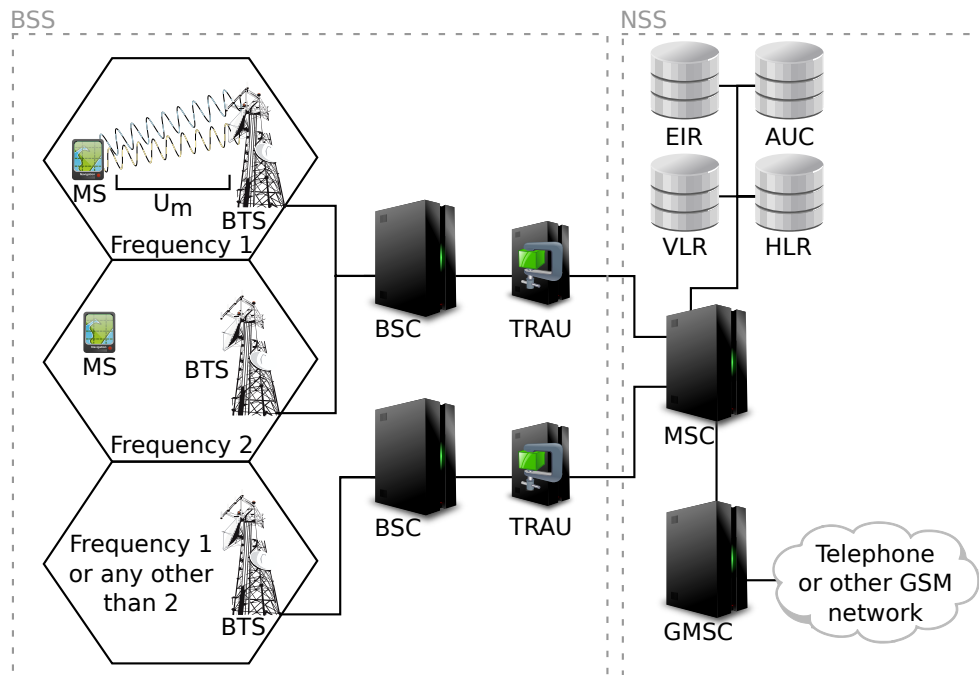 BSS
NSS
MS
Um
BTS
Frequency 1
MS
BTS
Frequency 2
Frequency 1
or any other
than 2
BTS
BSC
TRAU
BSC
TRAU
EIR
AUC
VLR
HLR
MSC
GMSC
Telephone
or other GSM
network